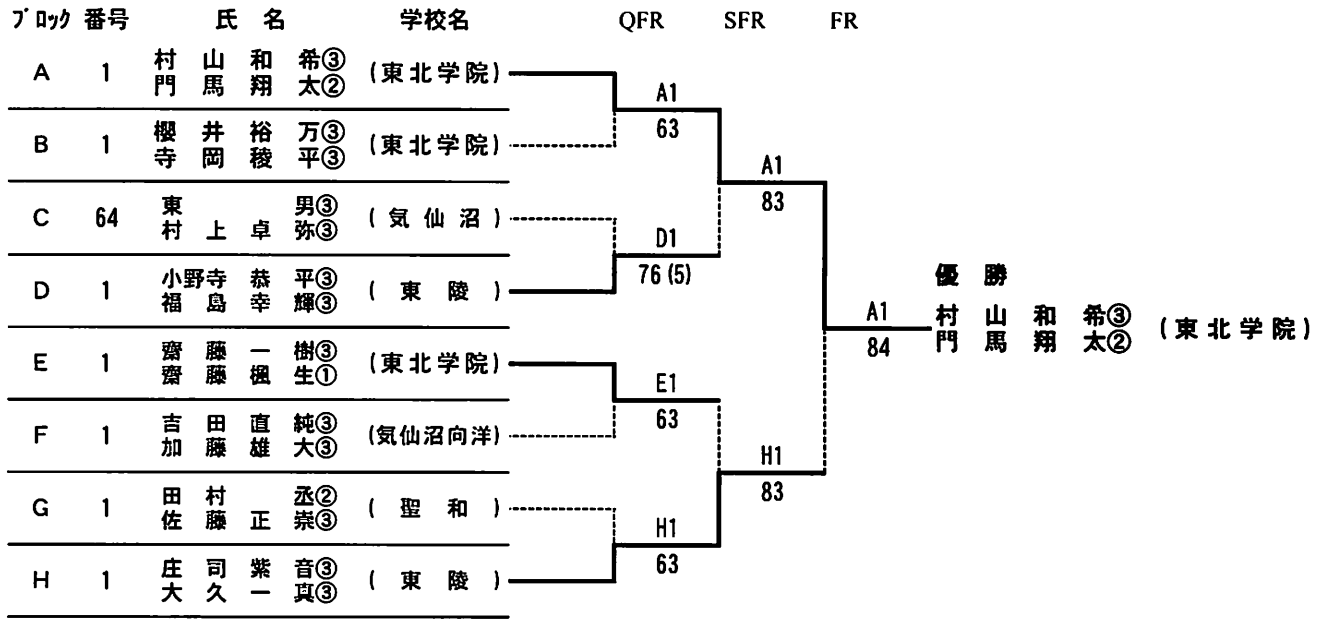 ブロック 番号 氏名 学校名 QFR SFR FR
A 1 村山和希③ 門馬翔太② (東北学院)
A1
63
B 1 櫻井裕万③ 寺岡稜平③ (東北学院)
A1
83
C 64 東男③ 村上卓弥③ (気仙沼)
D1
76 (5)
D 1 小野寺恭平③ 福島幸輝③ (東陵)
優勝
A1 村山和希③ 門馬翔太② (東北学院)
84
E 1 齋藤一樹③ 齋藤楓生① (東北学院)
E1
63
F 1 吉田直純③ 加藤雄大③ (気仙沼向洋)
H1
83
G 1 田村丞② 佐藤正崇③ (聖和)
H1
63
H 1 庄司紫音③ 大久一真③ (東陵)